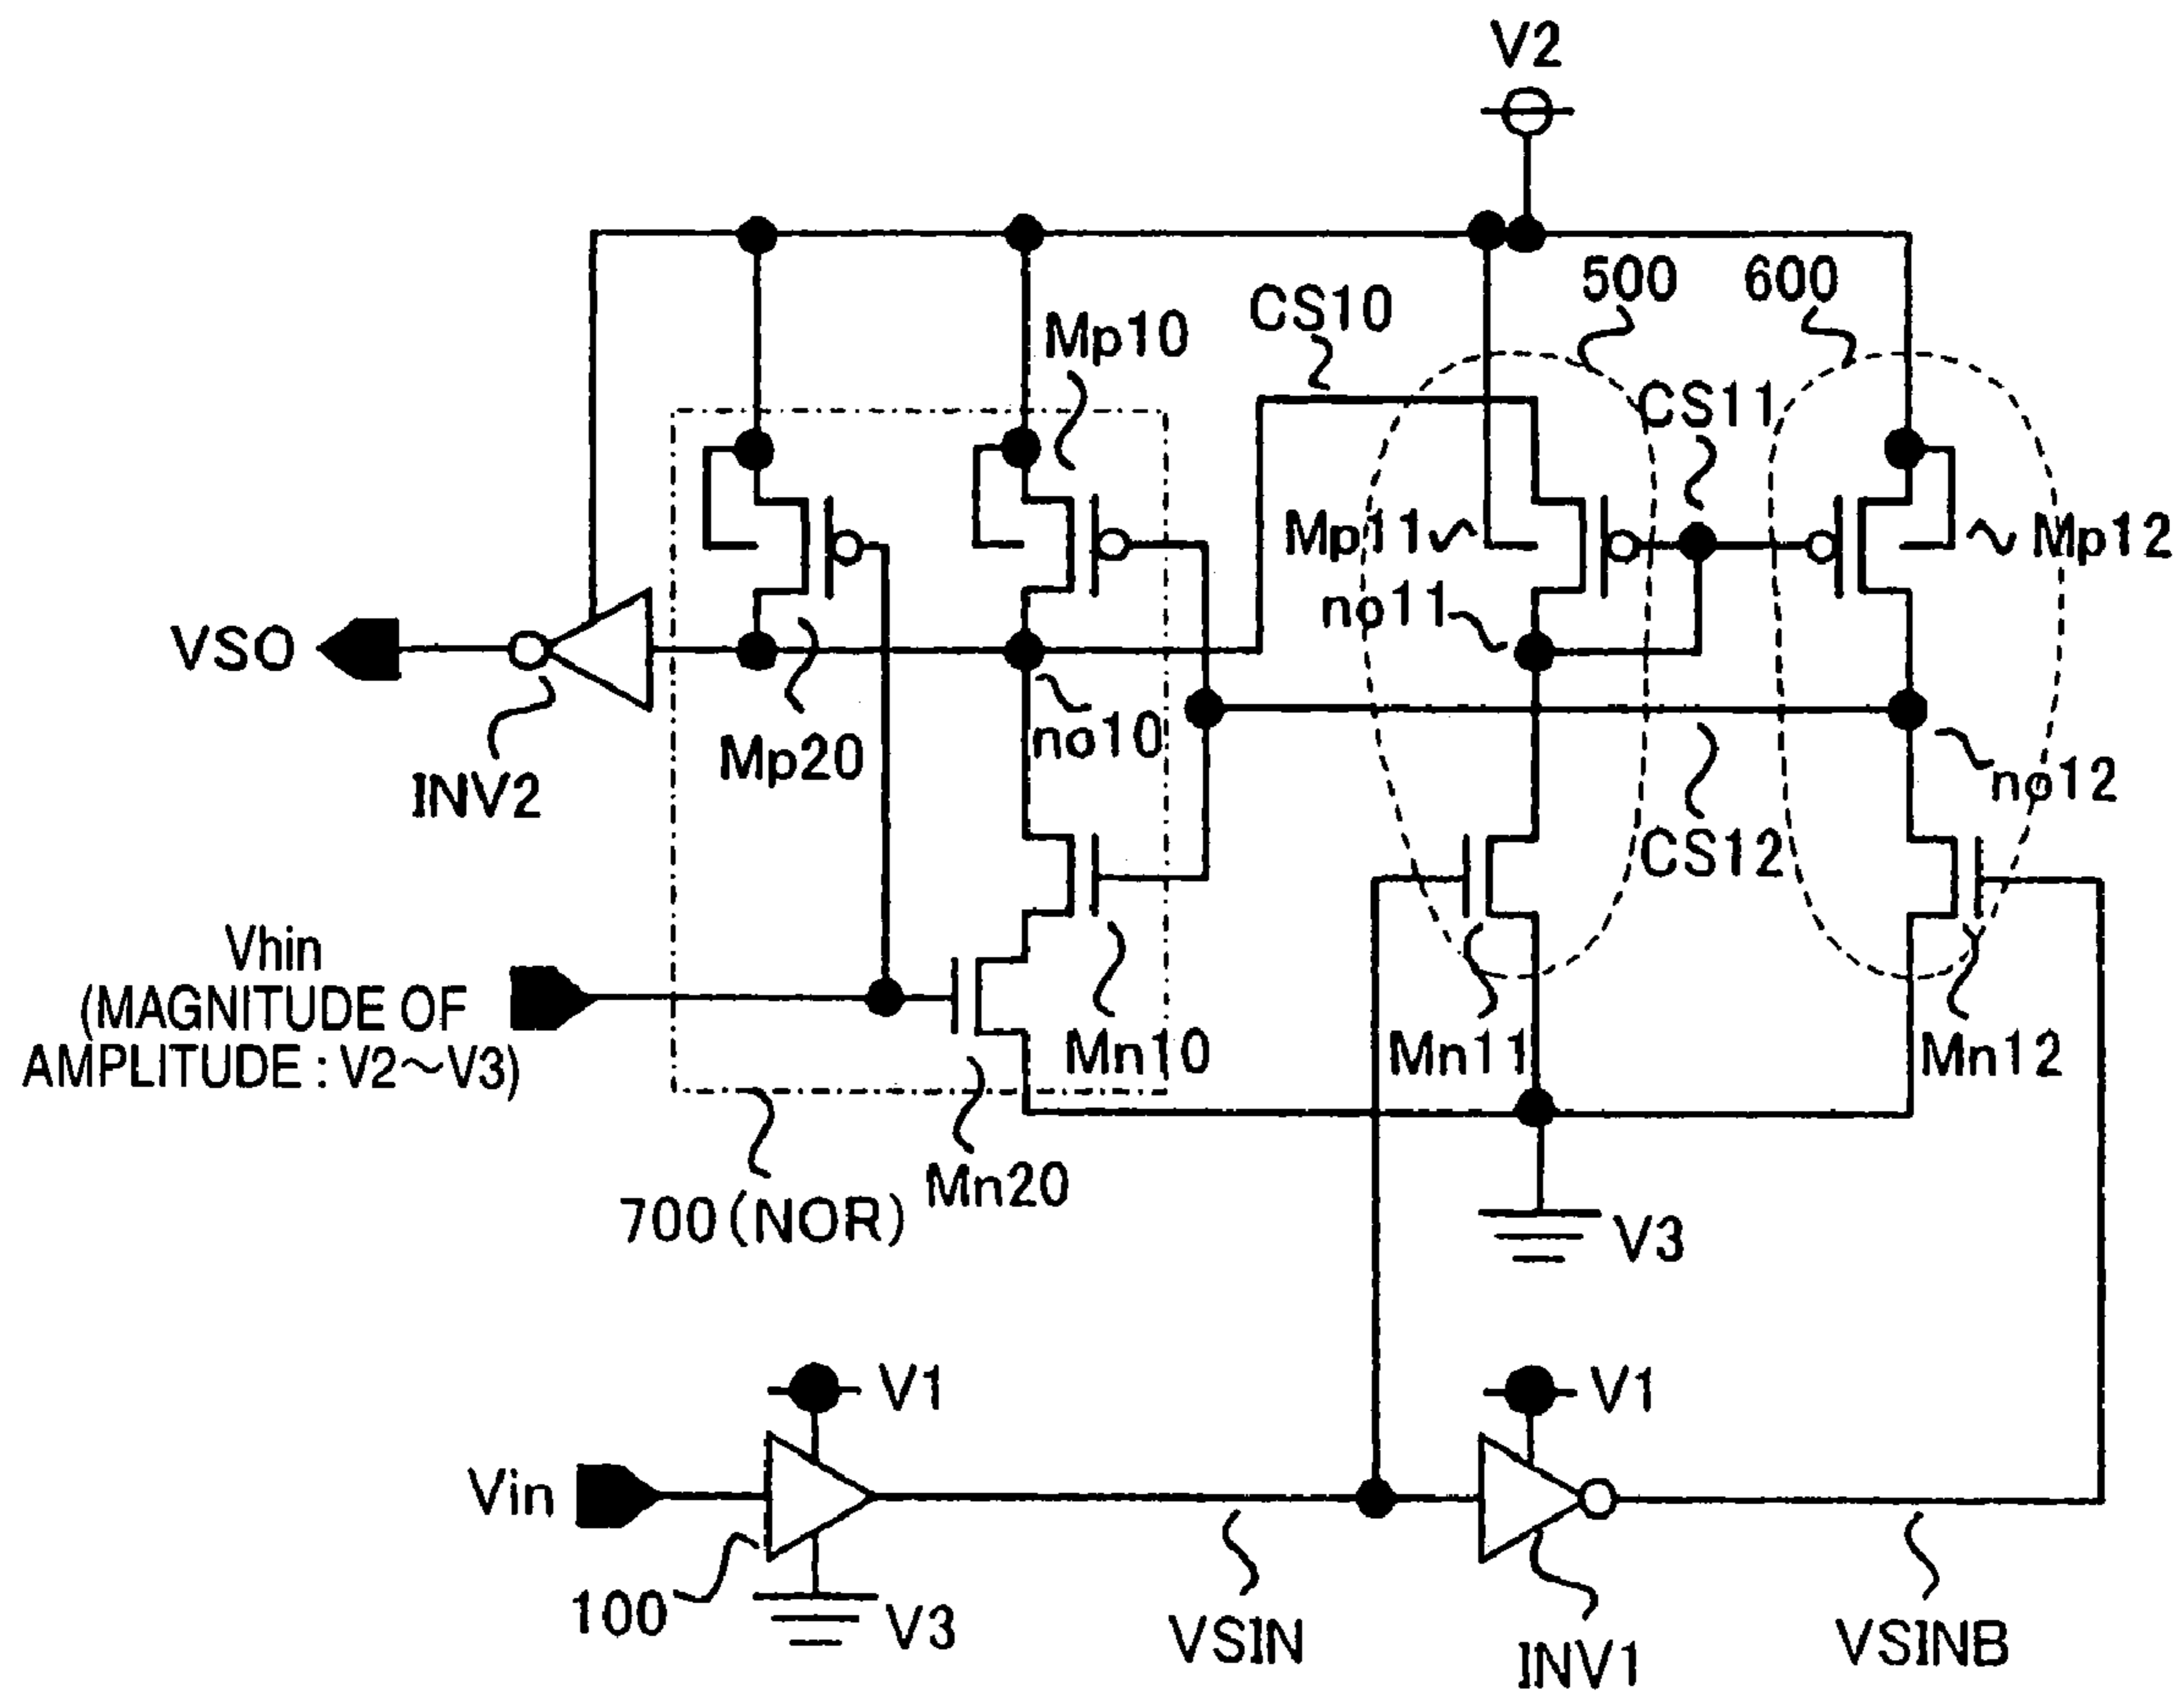 V2
500
600
CS10
Mp10
CS11
Mp11
Mp12
no11
VSO
no10
Mp20
no12
INV2
CS12
Vhin
(MAGNITUDE OF
AMPLITUDE : V2~V3)
Mn10
Mn11
Mn12
Mn20
700(NOR)
V3
V1
V1
Vin
100
V3
VSIN
INV1
VSINB